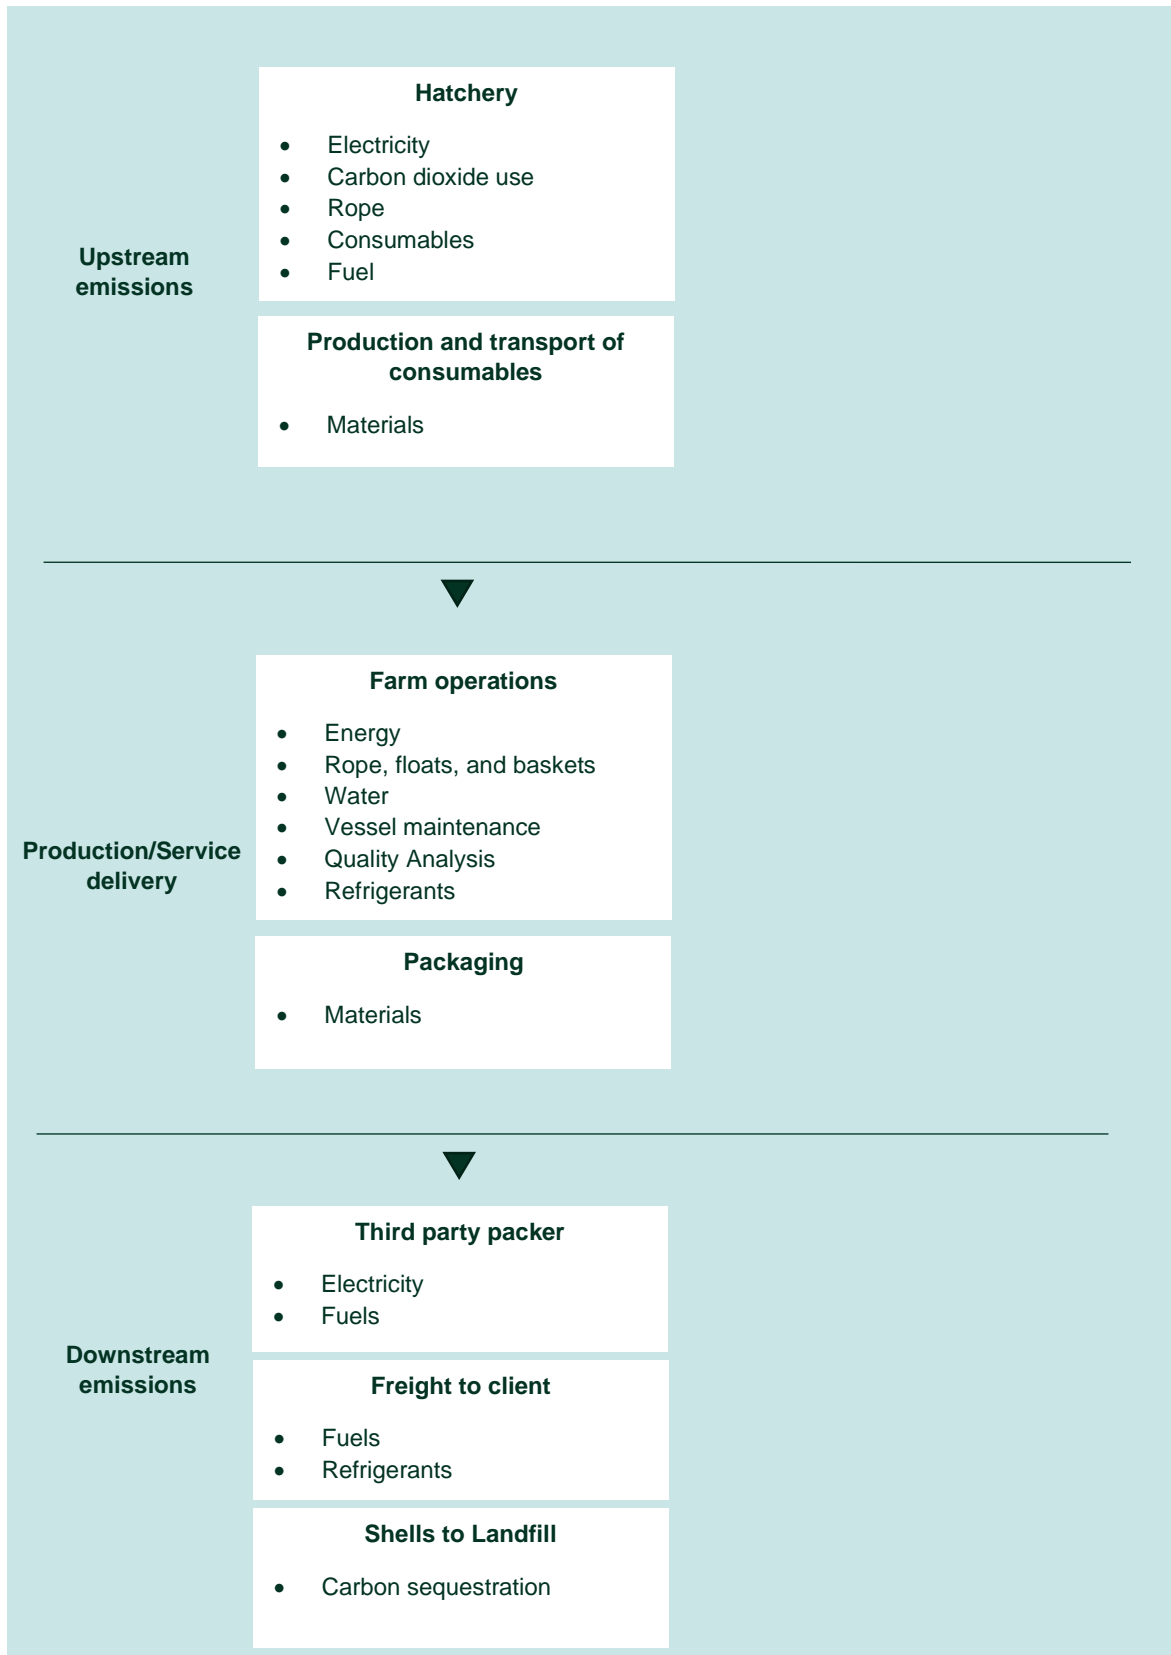 Hatchery
• Electricity
• Carbon dioxide use
• Rope
• Consumables
• Fuel
Upstream
emissions
Production and transport of
consumables
• Materials
Farm operations
• Energy
• Rope, floats, and baskets
• Water
• Vessel maintenance
• Quality Analysis
• Refrigerants
Production/Service
delivery
Packaging
• Materials
Third party packer
• Electricity
• Fuels
Downstream
emissions
Freight to client
• Fuels
• Refrigerants
Shells to Landfill
• Carbon sequestration